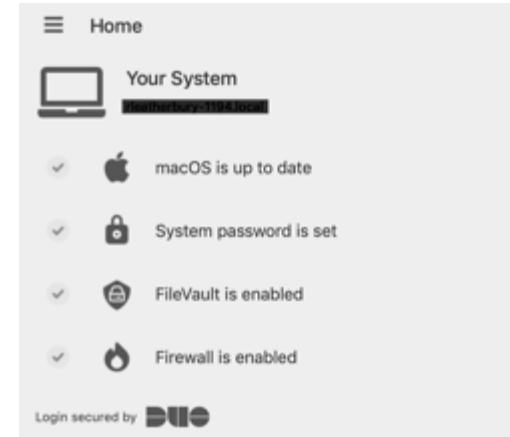 Home
Your System
macOS is up to date
System password is set
FileVault is enabled
Firewall is enabled
Login secured by DUO